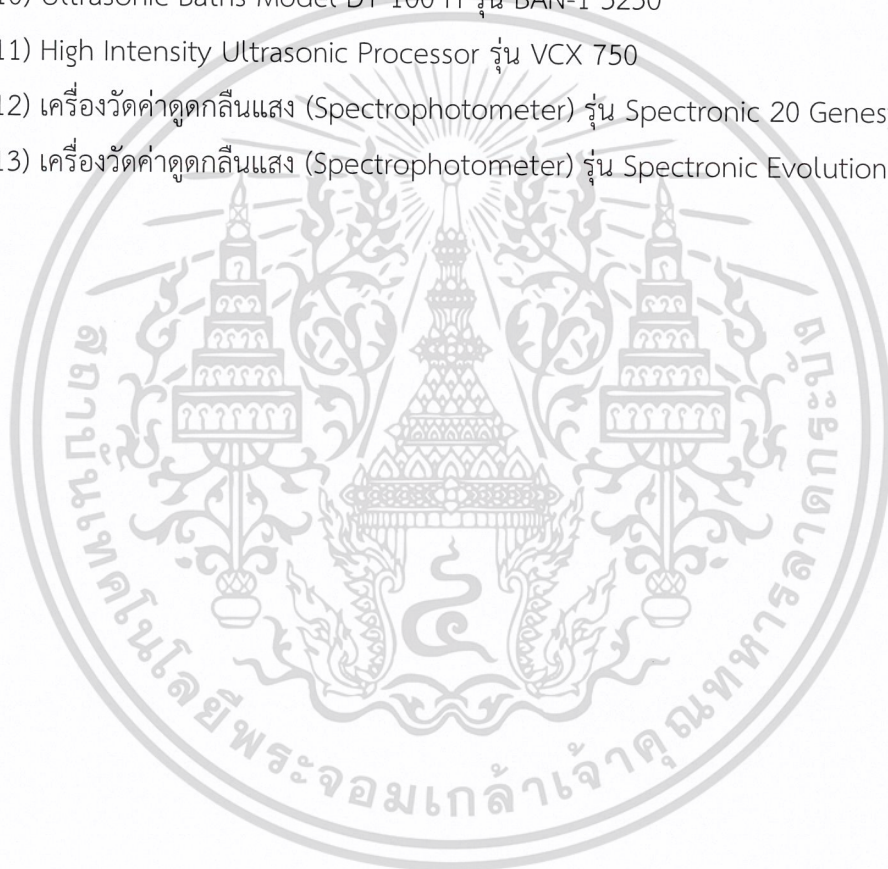 10) Ultrasonic Baths Model DT 100 H รุ่น BAN-1 3250
11) High Intensity Ultrasonic Processor รุ่น VCX 750
12) เครื่องวัดค่าดูดกลืนแสง (Spectrophotometer) รุ่น Spectronic 20 Genes
13) เครื่องวัดค่าดูดกลืนแสง (Spectrophotometer) รุ่น Spectronic Evolution
สถาบันเทคโนโลยีพระจอมเกล้าเจ้าคุณทหารลาดกระบัง
๔